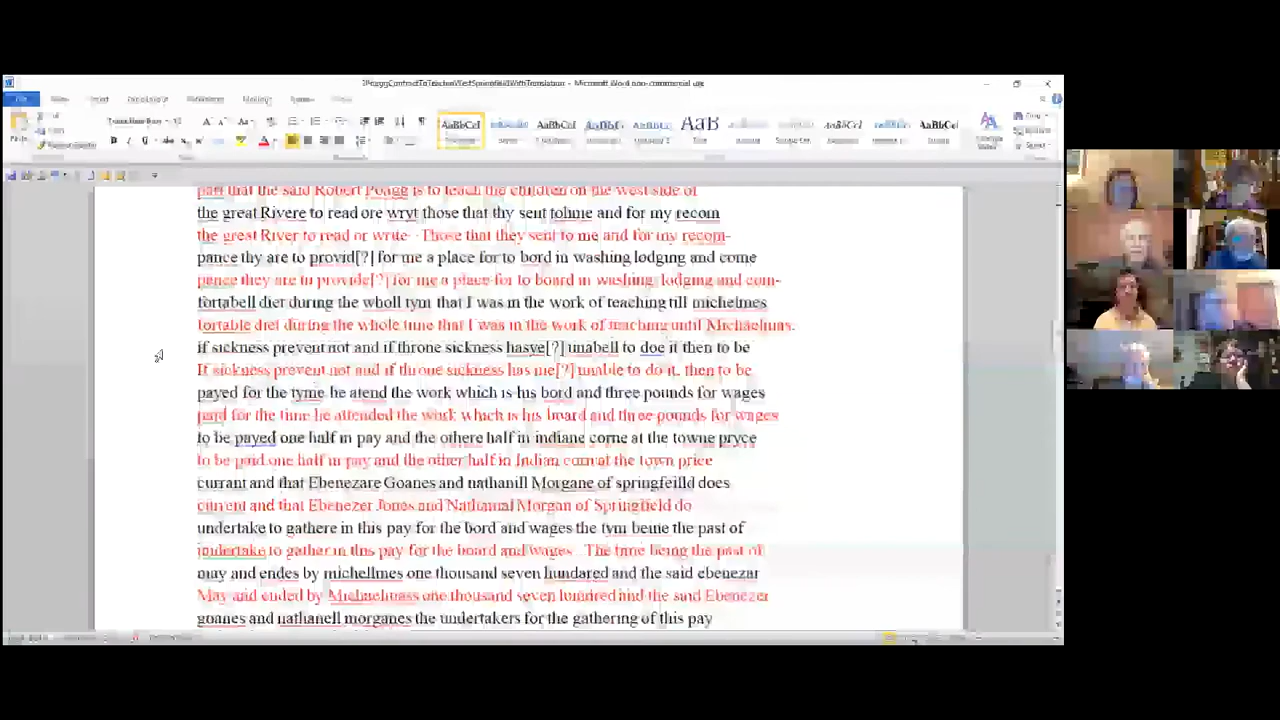 Microsoft Word non-commercial use
AaBbCcI AaBbCcI AaBbCcI AaB AaBbCcI AaBbCcI AaBbCcI
part that the said Robert Poagg is to teach the children on the west side of
the great Rivere to read ore wryt those that thy sent tohme and for my recom
the great River to read or write Those that they sent to me and for my recom-
pance thy are to provid[?] for me a place for to bord in washing lodging and come
pence they are to provide[?] for me a place for to board in washing, lodging and com-
fortabell diet during the wholl tym that I was in the work of teaching till michelmes
fortable diet during the whole time that I was in the work of teaching until Michaelmas.
if sickness prevent not and if throne sickness hasve[?] unabell to doe it then to be
If sickness prevent not and if throne sickness has me[?] unable to do it, then to be
payed for the tyme he atend the work which is his bord and three pounds for wages
paid for the time he attended the work which is his board and three pounds for wages
to be payed one half in pay and the othere half in indiane corne at the towne pryce
to be paid one half in pay and the other half in Indian corn at the town price
currant and that Ebenezare Goanes and nathanill Morgane of springfeilld does
current and that Ebenezer Jones and Nathanial Morgan of Springfield do
undertake to gathere in this pay for the bord and wages the tym beine the past of
undertake to gather in this pay for the board and wages. The time being the past of
may and endes by michellmes one thousand seven hundared and the said ebenezar
May and ended by Michaelmass one thousand seven hundred and the said Ebenezer
goanes and nathanell morganes the undertakers for the gathering of this pay